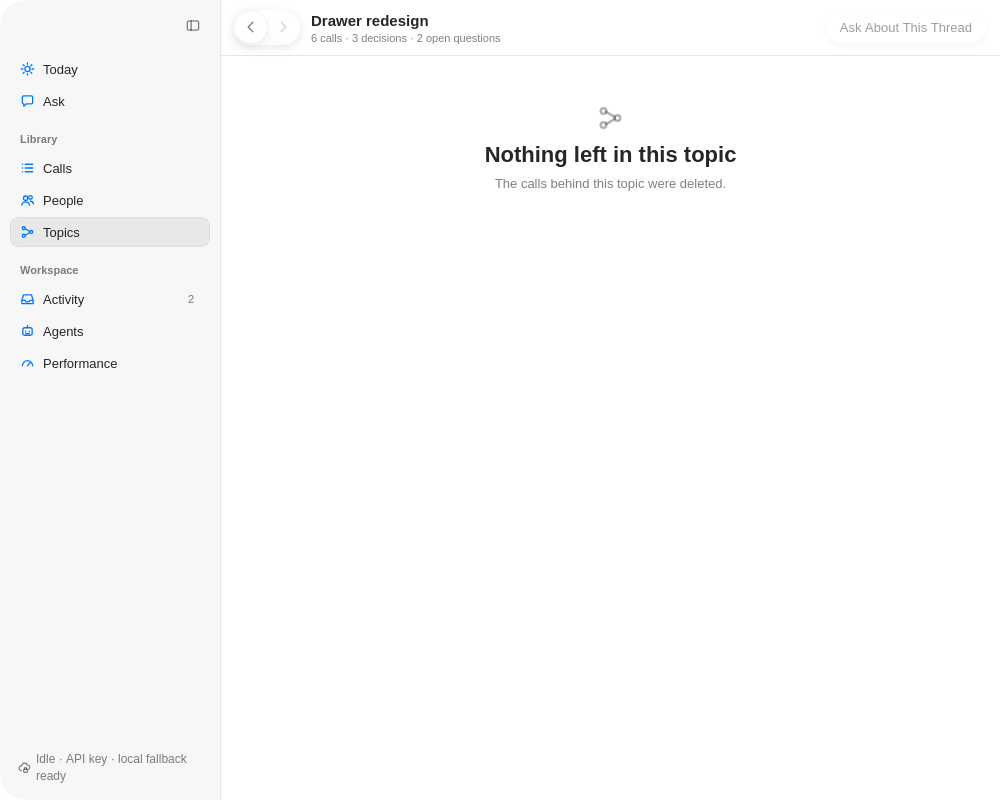 Today
Ask
Library
Calls
People
Topics
Workspace
Activity 2
Agents
Performance
Idle · API key · local fallback
ready
Drawer redesign
6 calls · 3 decisions · 2 open questions
Ask About This Thread
Nothing left in this topic
The calls behind this topic were deleted.